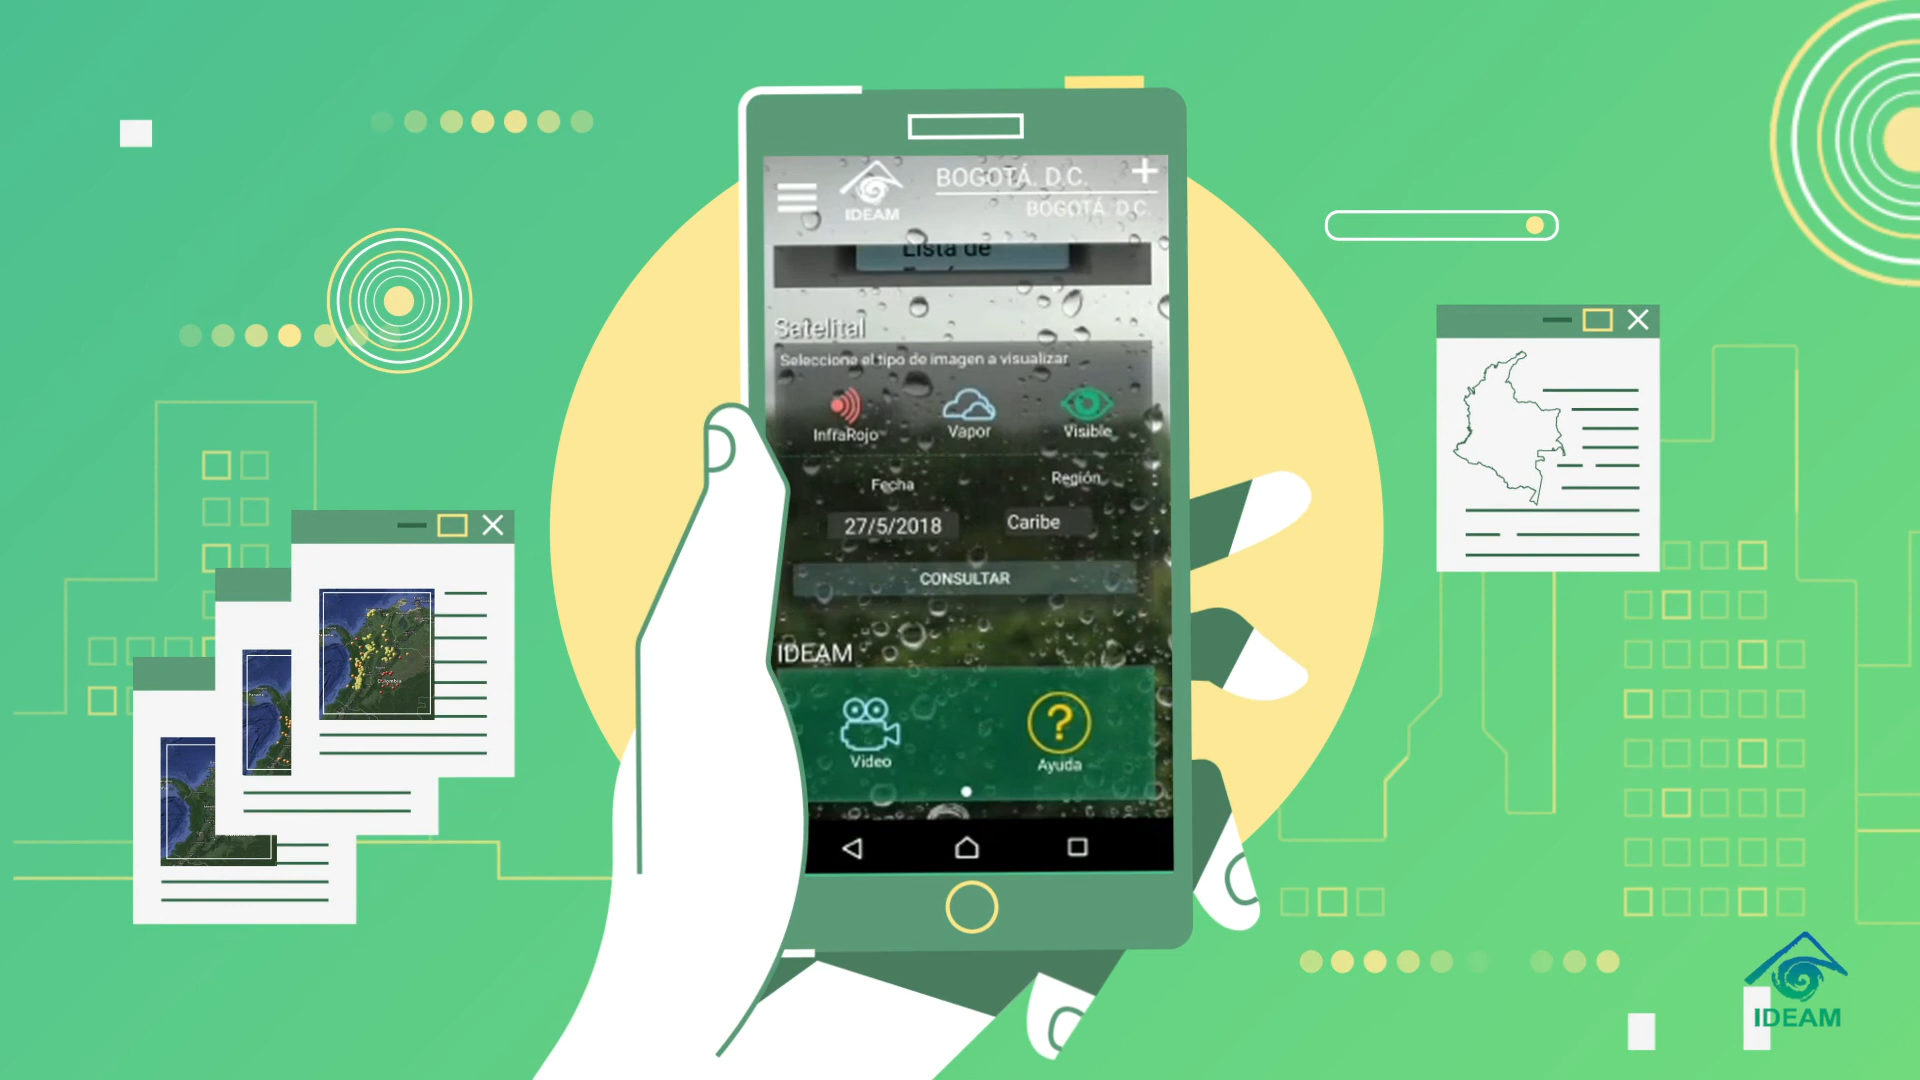 BOGOTÁ. D.C.
BOGOTÁ. D.C.
IDEAM
Lista de
Satelital
Seleccione el tipo de imagen a visualizar
InfraRojo
Vapor
Visible
Fecha
Región
27/5/2018
Caribe
CONSULTAR
IDEAM
Video
Ayuda
Colombia
IDEAM